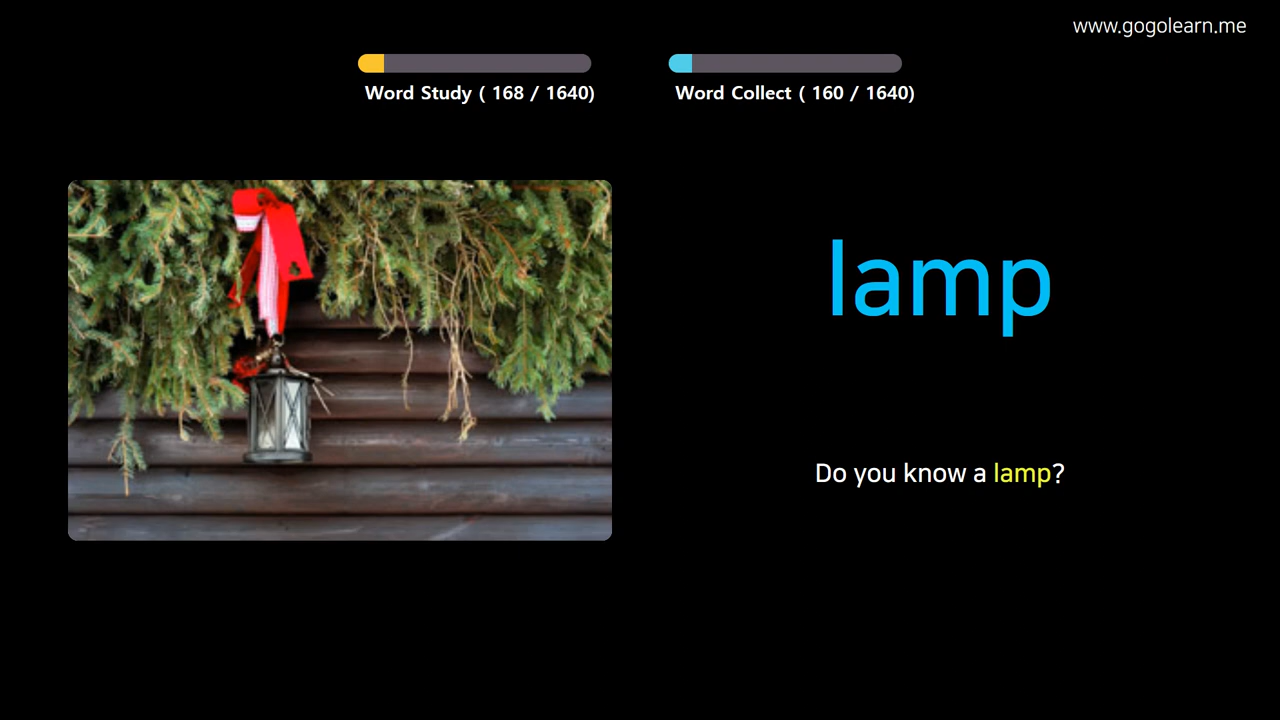 www.gogolearn.me
Word Study ( 168 / 1640)
Word Collect ( 160 / 1640)
lamp
Do you know a lamp?